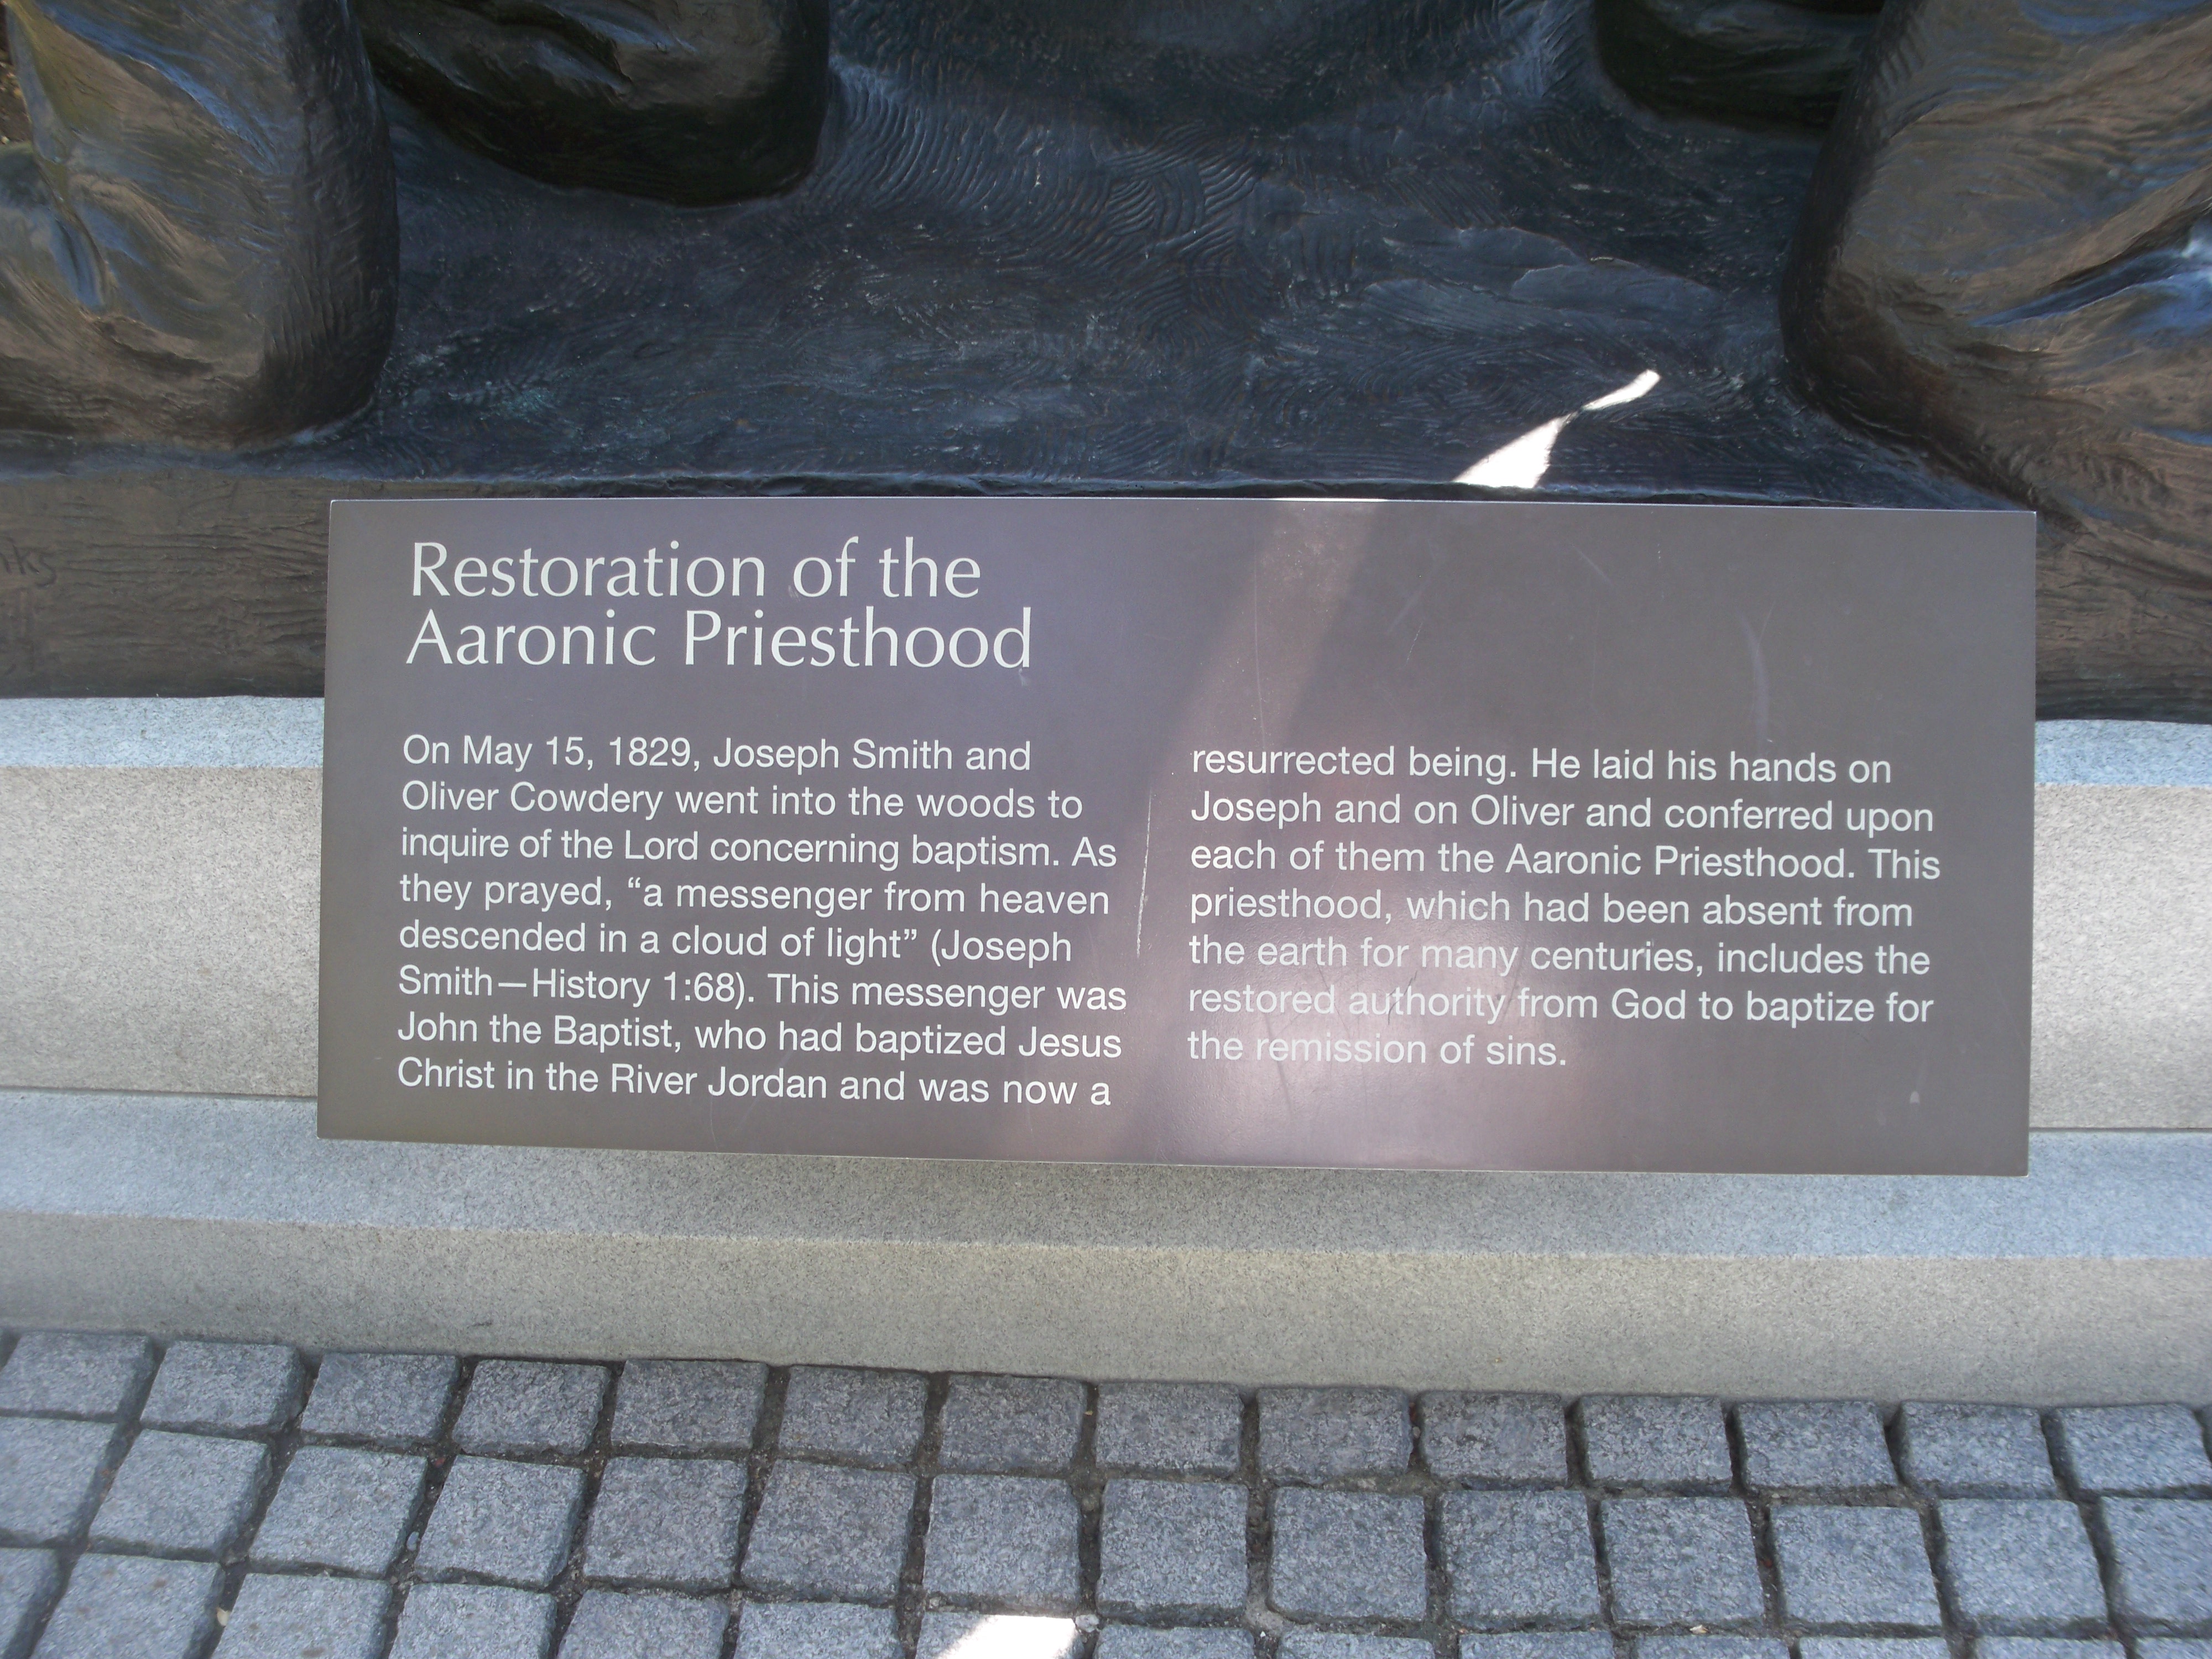 Restoration of the
Aaronic Priesthood
On May 15, 1829, Joseph Smith and
Oliver Cowdery went into the woods to
inquire of the Lord concerning baptism. As
they prayed, “a messenger from heaven
descended in a cloud of light” (Joseph
Smith—History 1:68). This messenger was
John the Baptist, who had baptized Jesus
Christ in the River Jordan and was now a
resurrected being. He laid his hands on
Joseph and on Oliver and conferred upon
each of them the Aaronic Priesthood. This
priesthood, which had been absent from
the earth for many centuries, includes the
restored authority from God to baptize for
the remission of sins.